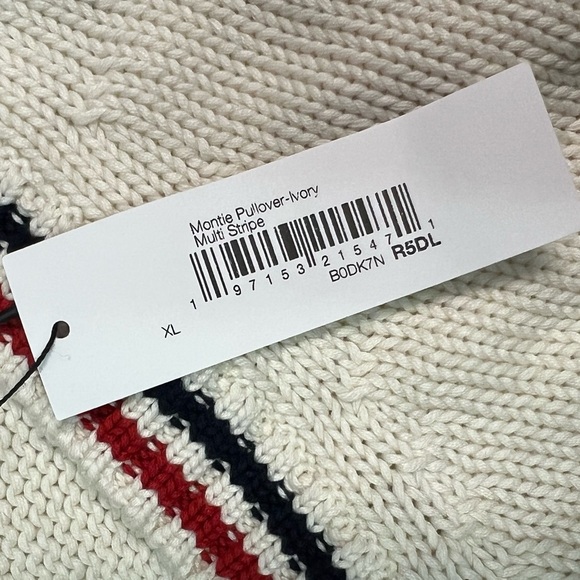 Montie Pullover-Ivory
Multi Stripe
1 97153 21547 1
B0DK7N R5DL
XL